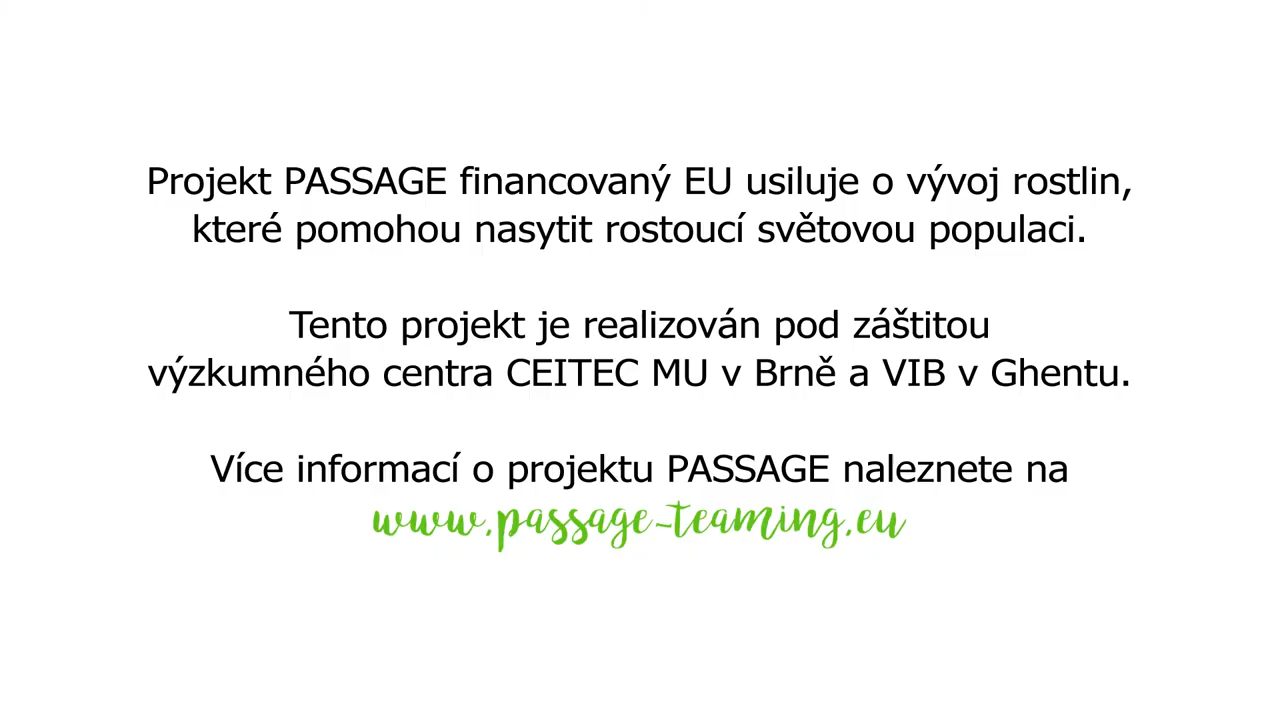 Projekt PASSAGE financovaný EU usiluje o vývoj rostlin,
které pomohou nasytit rostoucí světovou populaci.
Tento projekt je realizován pod záštitou
výzkumného centra CEITEC MU v Brně a VIB v Ghentu.
Více informací o projektu PASSAGE naleznete na
www.passage-teaming.eu